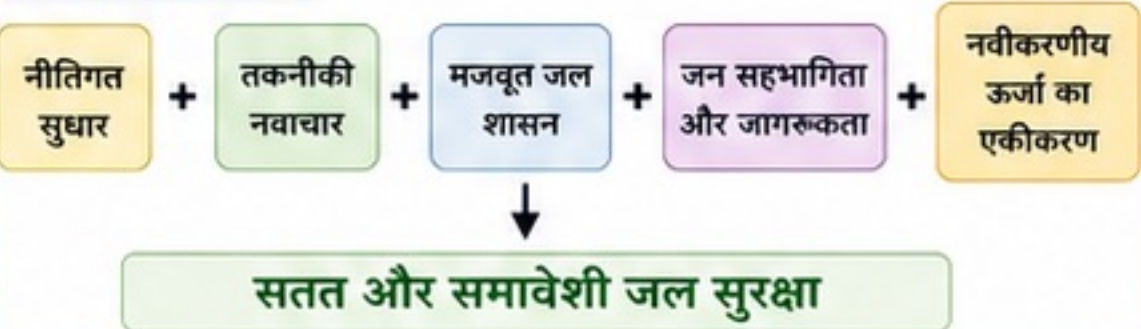 नीतिगत
सुधार
+
तकनीकी
नवाचार
+
मजवूत जल
शासन
+
जन सहभागिता
और जागरूकता
+
नवीकरणीय
ऊर्जा का
एकीकरण
सतत और समावेशी जल सुरक्षा